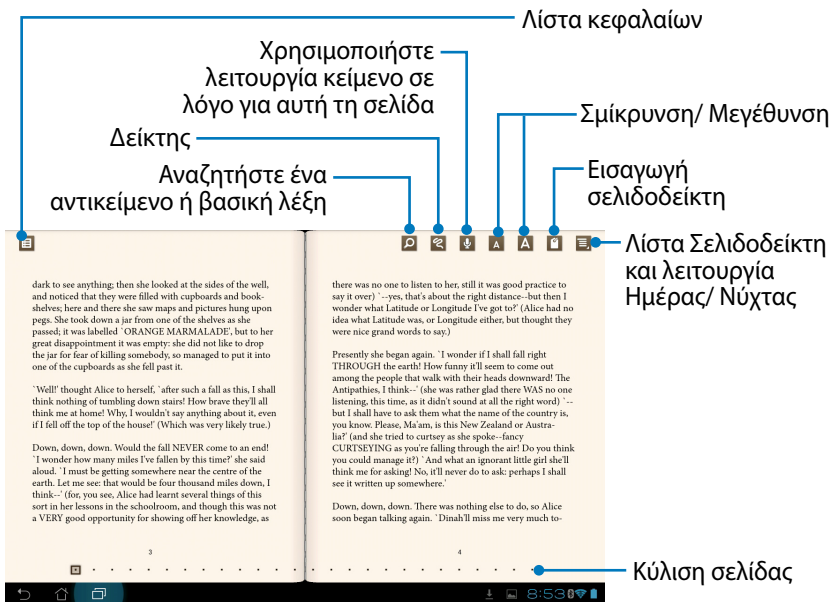 Λίστα κεφαλαίων
Χρησιμοποιήστε
λειτουργία κείμενο σε
λόγο για αυτή τη σελίδα
Σμίκρυνση/ Μεγέθυνση
Δείκτης
Αναζητήστε ένα
αντικείμενο ή βασική λέξη
Εισαγωγή
σελιδοδείκτη
Λίστα Σελιδοδείκτη
και λειτουργία
Ημέρας/ Νύχτας
A A
dark to see anything; then she looked at the sides of the well,
and noticed that they were filled with cupboards and book-
shelves; here and there she saw maps and pictures hung upon
pegs. She took down a jar from one of the shelves as she
passed; it was labelled `ORANGE MARMALADE', but to her
great disappointment it was empty: she did not like to drop
the jar for fear of killing somebody, so managed to put it into
one of the cupboards as she fell past it.
`Well!' thought Alice to herself, `after such a fall as this, I shall
think nothing of tumbling down stairs! How brave they'll all
think me at home! Why, I wouldn't say anything about it, even
if I fell off the top of the house!' (Which was very likely true.)
Down, down, down. Would the fall NEVER come to an end!
`I wonder how many miles I've fallen by this time?' she said
aloud. `I must be getting somewhere near the centre of the
earth. Let me see: that would be four thousand miles down, I
think--' (for, you see, Alice had learnt several things of this
sort in her lessons in the schoolroom, and though this was not
a VERY good opportunity for showing off her knowledge, as
3
there was no one to listen to her, still it was good practice to
say it over) `--yes, that's about the right distance--but then I
wonder what Latitude or Longitude I've got to?' (Alice had no
idea what Latitude was, or Longitude either, but thought they
were nice grand words to say.)
Presently she began again. `I wonder if I shall fall right
THROUGH the earth! How funny it'll seem to come out
among the people that walk with their heads downward! The
Antipathies, I think--' (she was rather glad there WAS no one
listening, this time, as it didn't sound at all the right word) `--
but I shall have to ask them what the name of the country is,
you know. Please, Ma'am, is this New Zealand or Austra-
lia?' (and she tried to curtsey as she spoke--fancy
CURTSEYING as you're falling through the air! Do you think
you could manage it?) `And what an ignorant little girl she'll
think me for asking! No, it'll never do to ask: perhaps I shall
see it written up somewhere.'
Down, down, down. There was nothing else to do, so Alice
soon began talking again. `Dinah'll miss me very much to-
4
Κύλιση σελίδας
8:53